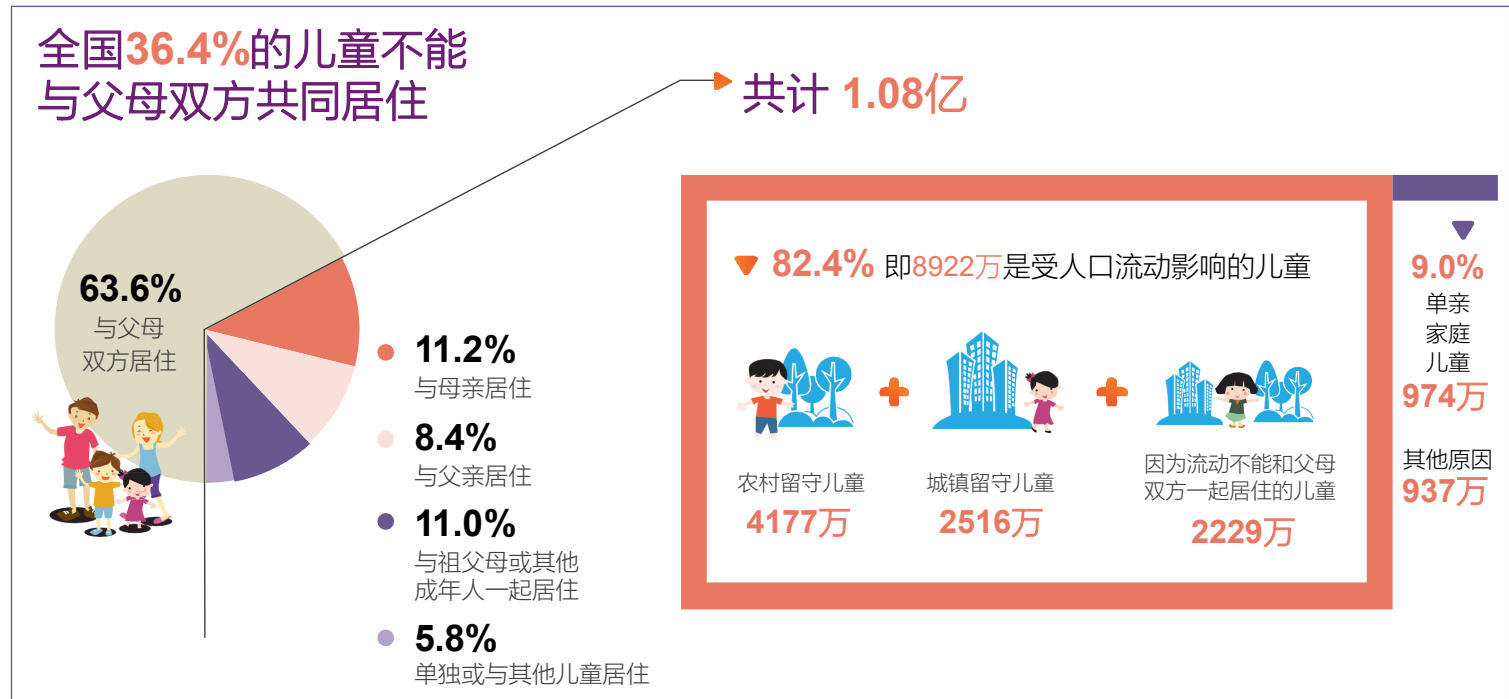 全国36.4%的儿童不能
与父母双方共同居住
共计 1.08亿
63.6%
与父母
双方居住
11.2%
与母亲居住
8.4%
与父亲居住
11.0%
与祖父母或其他
成年人一起居住
5.8%
单独或与其他儿童居住
82.4% 即8922万是受人口流动影响的儿童
农村留守儿童
4177万
城镇留守儿童
2516万
因为流动不能和父母
双方一起居住的儿童
2229万
9.0%
单亲
家庭
儿童
974万
其他原因
937万